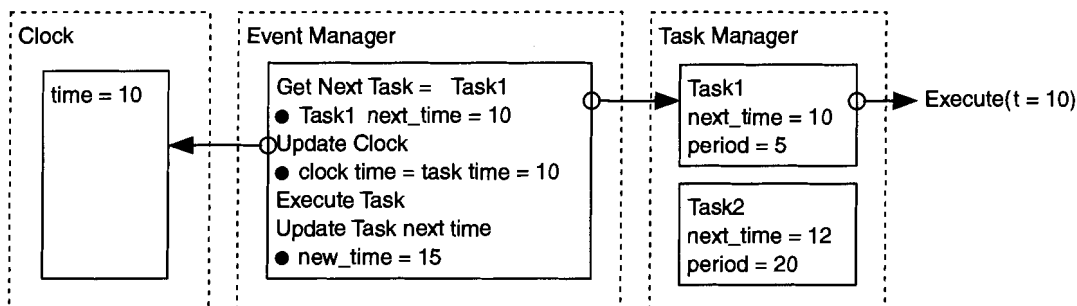 Clock
time = 10
Event Manager
Get Next Task = Task1
● Task1 next_time = 10
Update Clock
● clock time = task time = 10
Execute Task
Update Task next time
● new_time = 15
Task Manager
Task1
next_time = 10
period = 5
Execute(t = 10)
Task2
next_time = 12
period = 20